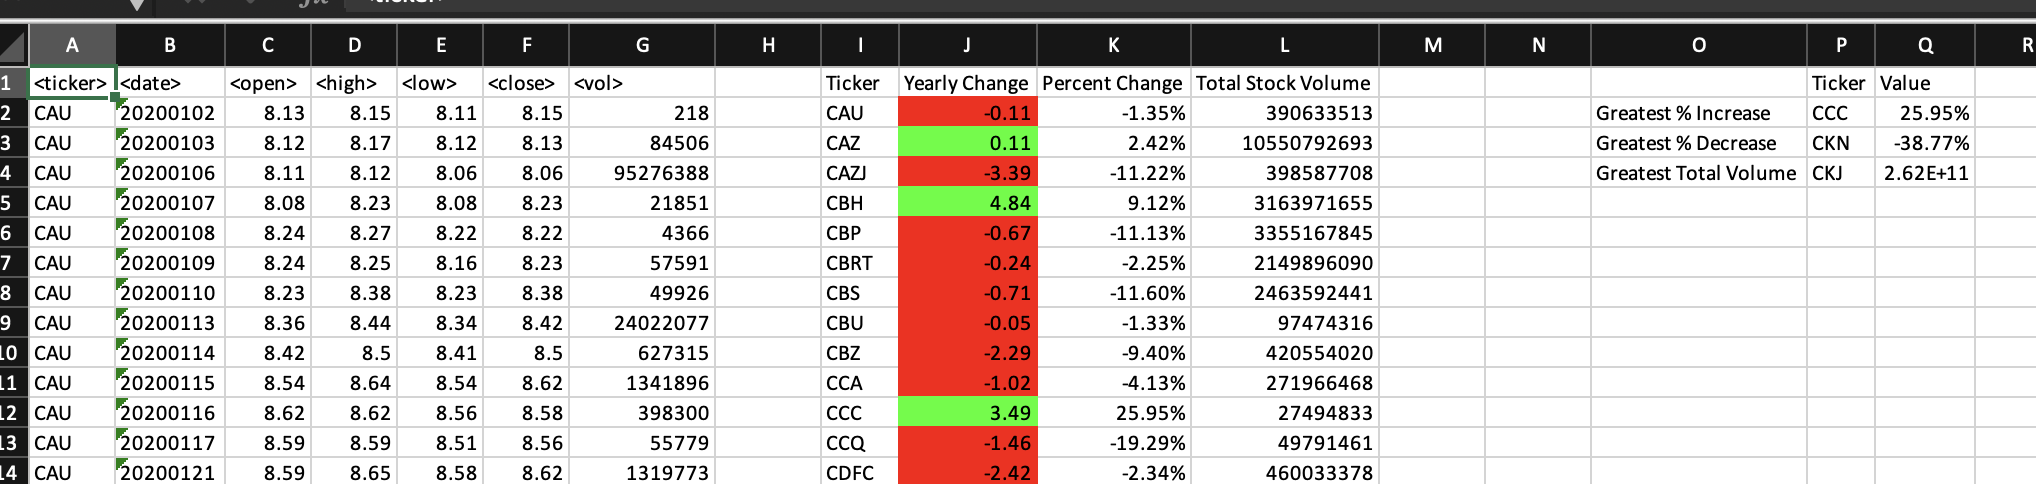 A B C D E F G H I J K L M N O P Q R
1 <ticker> <date> <open> <high> <low> <close> <vol> Ticker Yearly Change Percent Change Total Stock Volume Ticker Value
2 CAU 20200102 8.13 8.15 8.11 8.15 218 CAU -0.11 -1.35% 390633513 Greatest % Increase CCC 25.95%
3 CAU 20200103 8.12 8.17 8.12 8.13 84506 CAZ 0.11 2.42% 10550792693 Greatest % Decrease CKN -38.77%
4 CAU 20200106 8.11 8.12 8.06 8.06 95276388 CAZJ -3.39 -11.22% 398587708 Greatest Total Volume CKJ 2.62E+11
5 CAU 20200107 8.08 8.23 8.08 8.23 21851 CBH 4.84 9.12% 3163971655
6 CAU 20200108 8.24 8.27 8.22 8.22 4366 CBP -0.67 -11.13% 3355167845
7 CAU 20200109 8.24 8.25 8.16 8.23 57591 CBRT -0.24 -2.25% 2149896090
8 CAU 20200110 8.23 8.38 8.23 8.38 49926 CBS -0.71 -11.60% 2463592441
9 CAU 20200113 8.36 8.44 8.34 8.42 24022077 CBU -0.05 -1.33% 97474316
10 CAU 20200114 8.42 8.5 8.41 8.5 627315 CBZ -2.29 -9.40% 420554020
11 CAU 20200115 8.54 8.64 8.54 8.62 1341896 CCA -1.02 -4.13% 271966468
12 CAU 20200116 8.62 8.62 8.56 8.58 398300 CCC 3.49 25.95% 27494833
13 CAU 20200117 8.59 8.59 8.51 8.56 55779 CCQ -1.46 -19.29% 49791461
14 CAU 20200121 8.59 8.65 8.58 8.62 1319773 CDFC -2.42 -2.34% 460033378